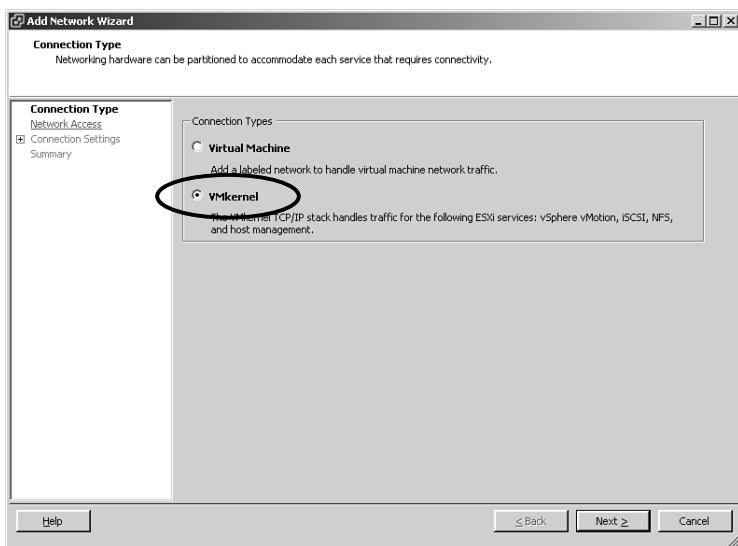 Add Network Wizard
Connection Type
Networking hardware can be partitioned to accommodate each service that requires connectivity.
Connection Type
Network Access
Connection Settings
Summary
Connection Types
Virtual Machine
Add a labeled network to handle virtual machine network traffic.
VMkernel
The VMkernel TCP/IP stack handles traffic for the following ESXi services: vSphere vMotion, iSCSI, NFS,
and host management.
Help
≤ Back
Next ≥
Cancel